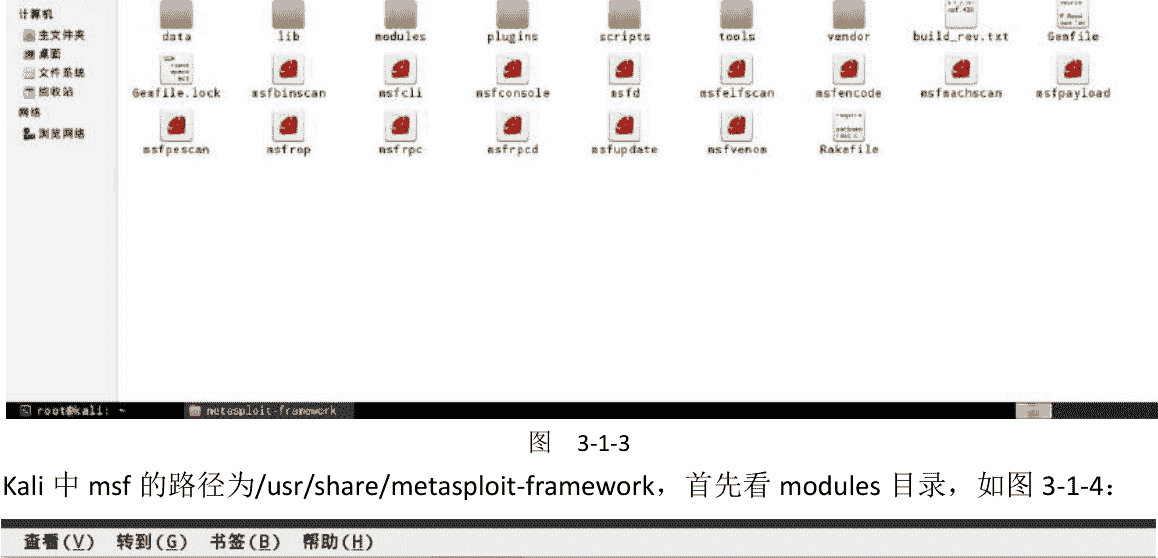 计算机
主文件夹
桌面
文件系统
回收站
网络
浏览网络
data lib modules plugins scripts tools vendor build_rev.txt Gemfile
Gemfile.lock msfbinscan msfcli msfconsole msfd msfelfscan msfencode msfmachscan msfpayload
msfpescan msfrop msfrpc msfrpcd msfupdate msfvenom Rakefile
root@kali: ~ metasploit-framework
图 3-1-3
Kali 中 msf 的路径为/usr/share/metasploit-framework，首先看 modules 目录，如图 3-1-4：
查看(V) 转到(G) 书签(B) 帮助(H)